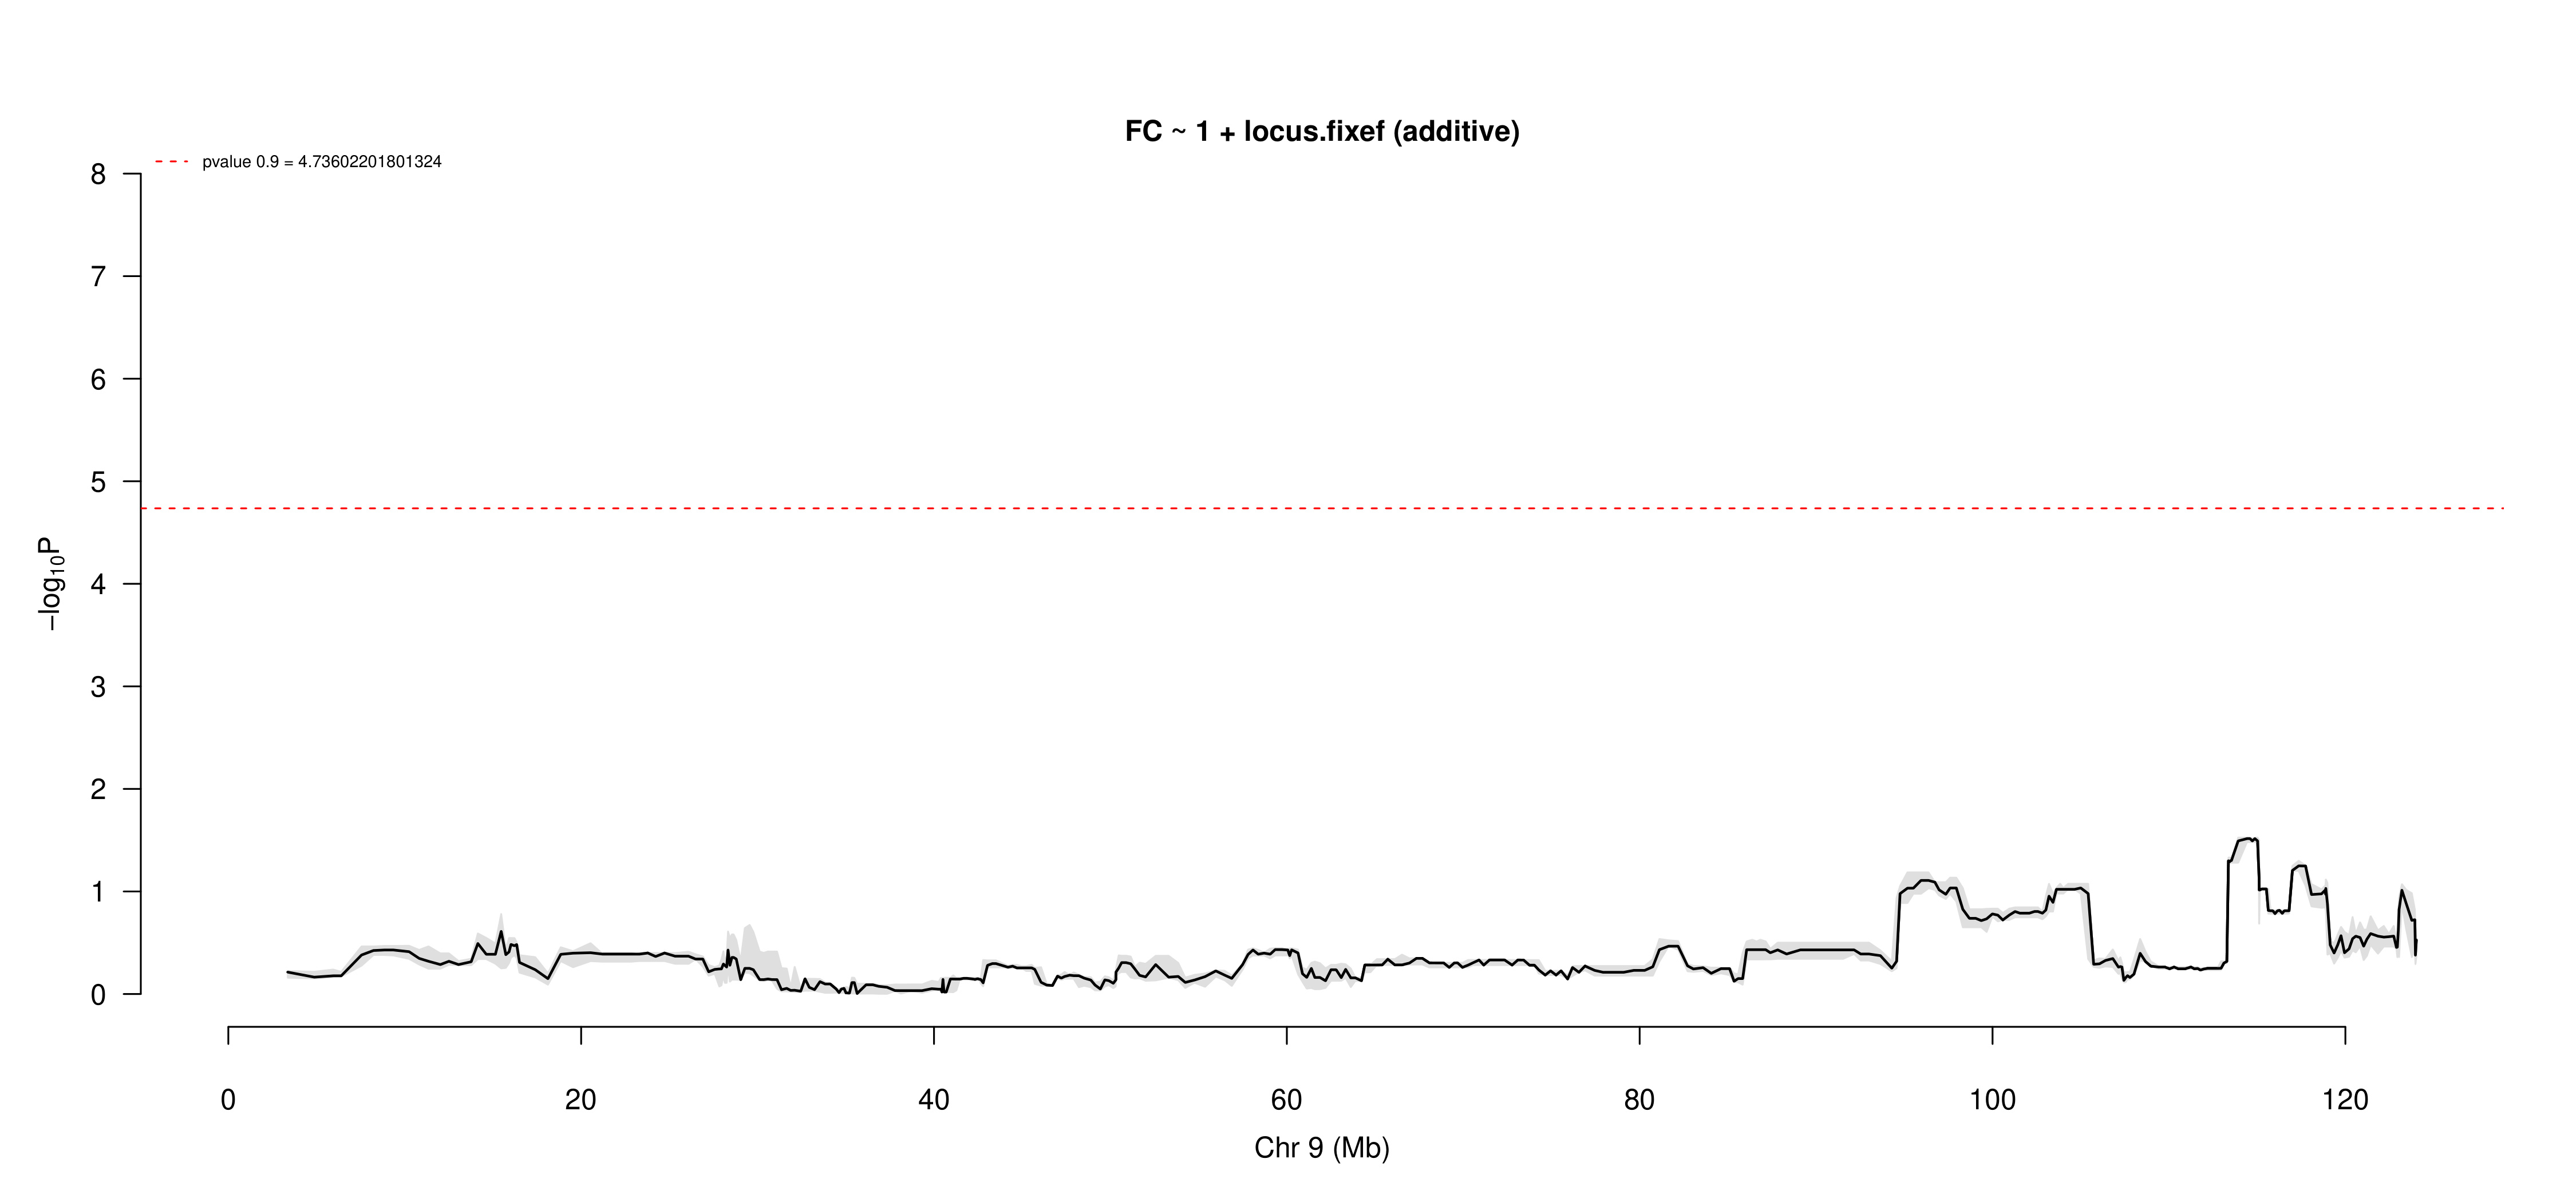 FC ~ 1 + locus.fixef (additive)
pvalue 0.9 = 4.73602201801324
8
7
6
5
4
3
2
1
0
−log10P
0 20 40 60 80 100 120
Chr 9 (Mb)